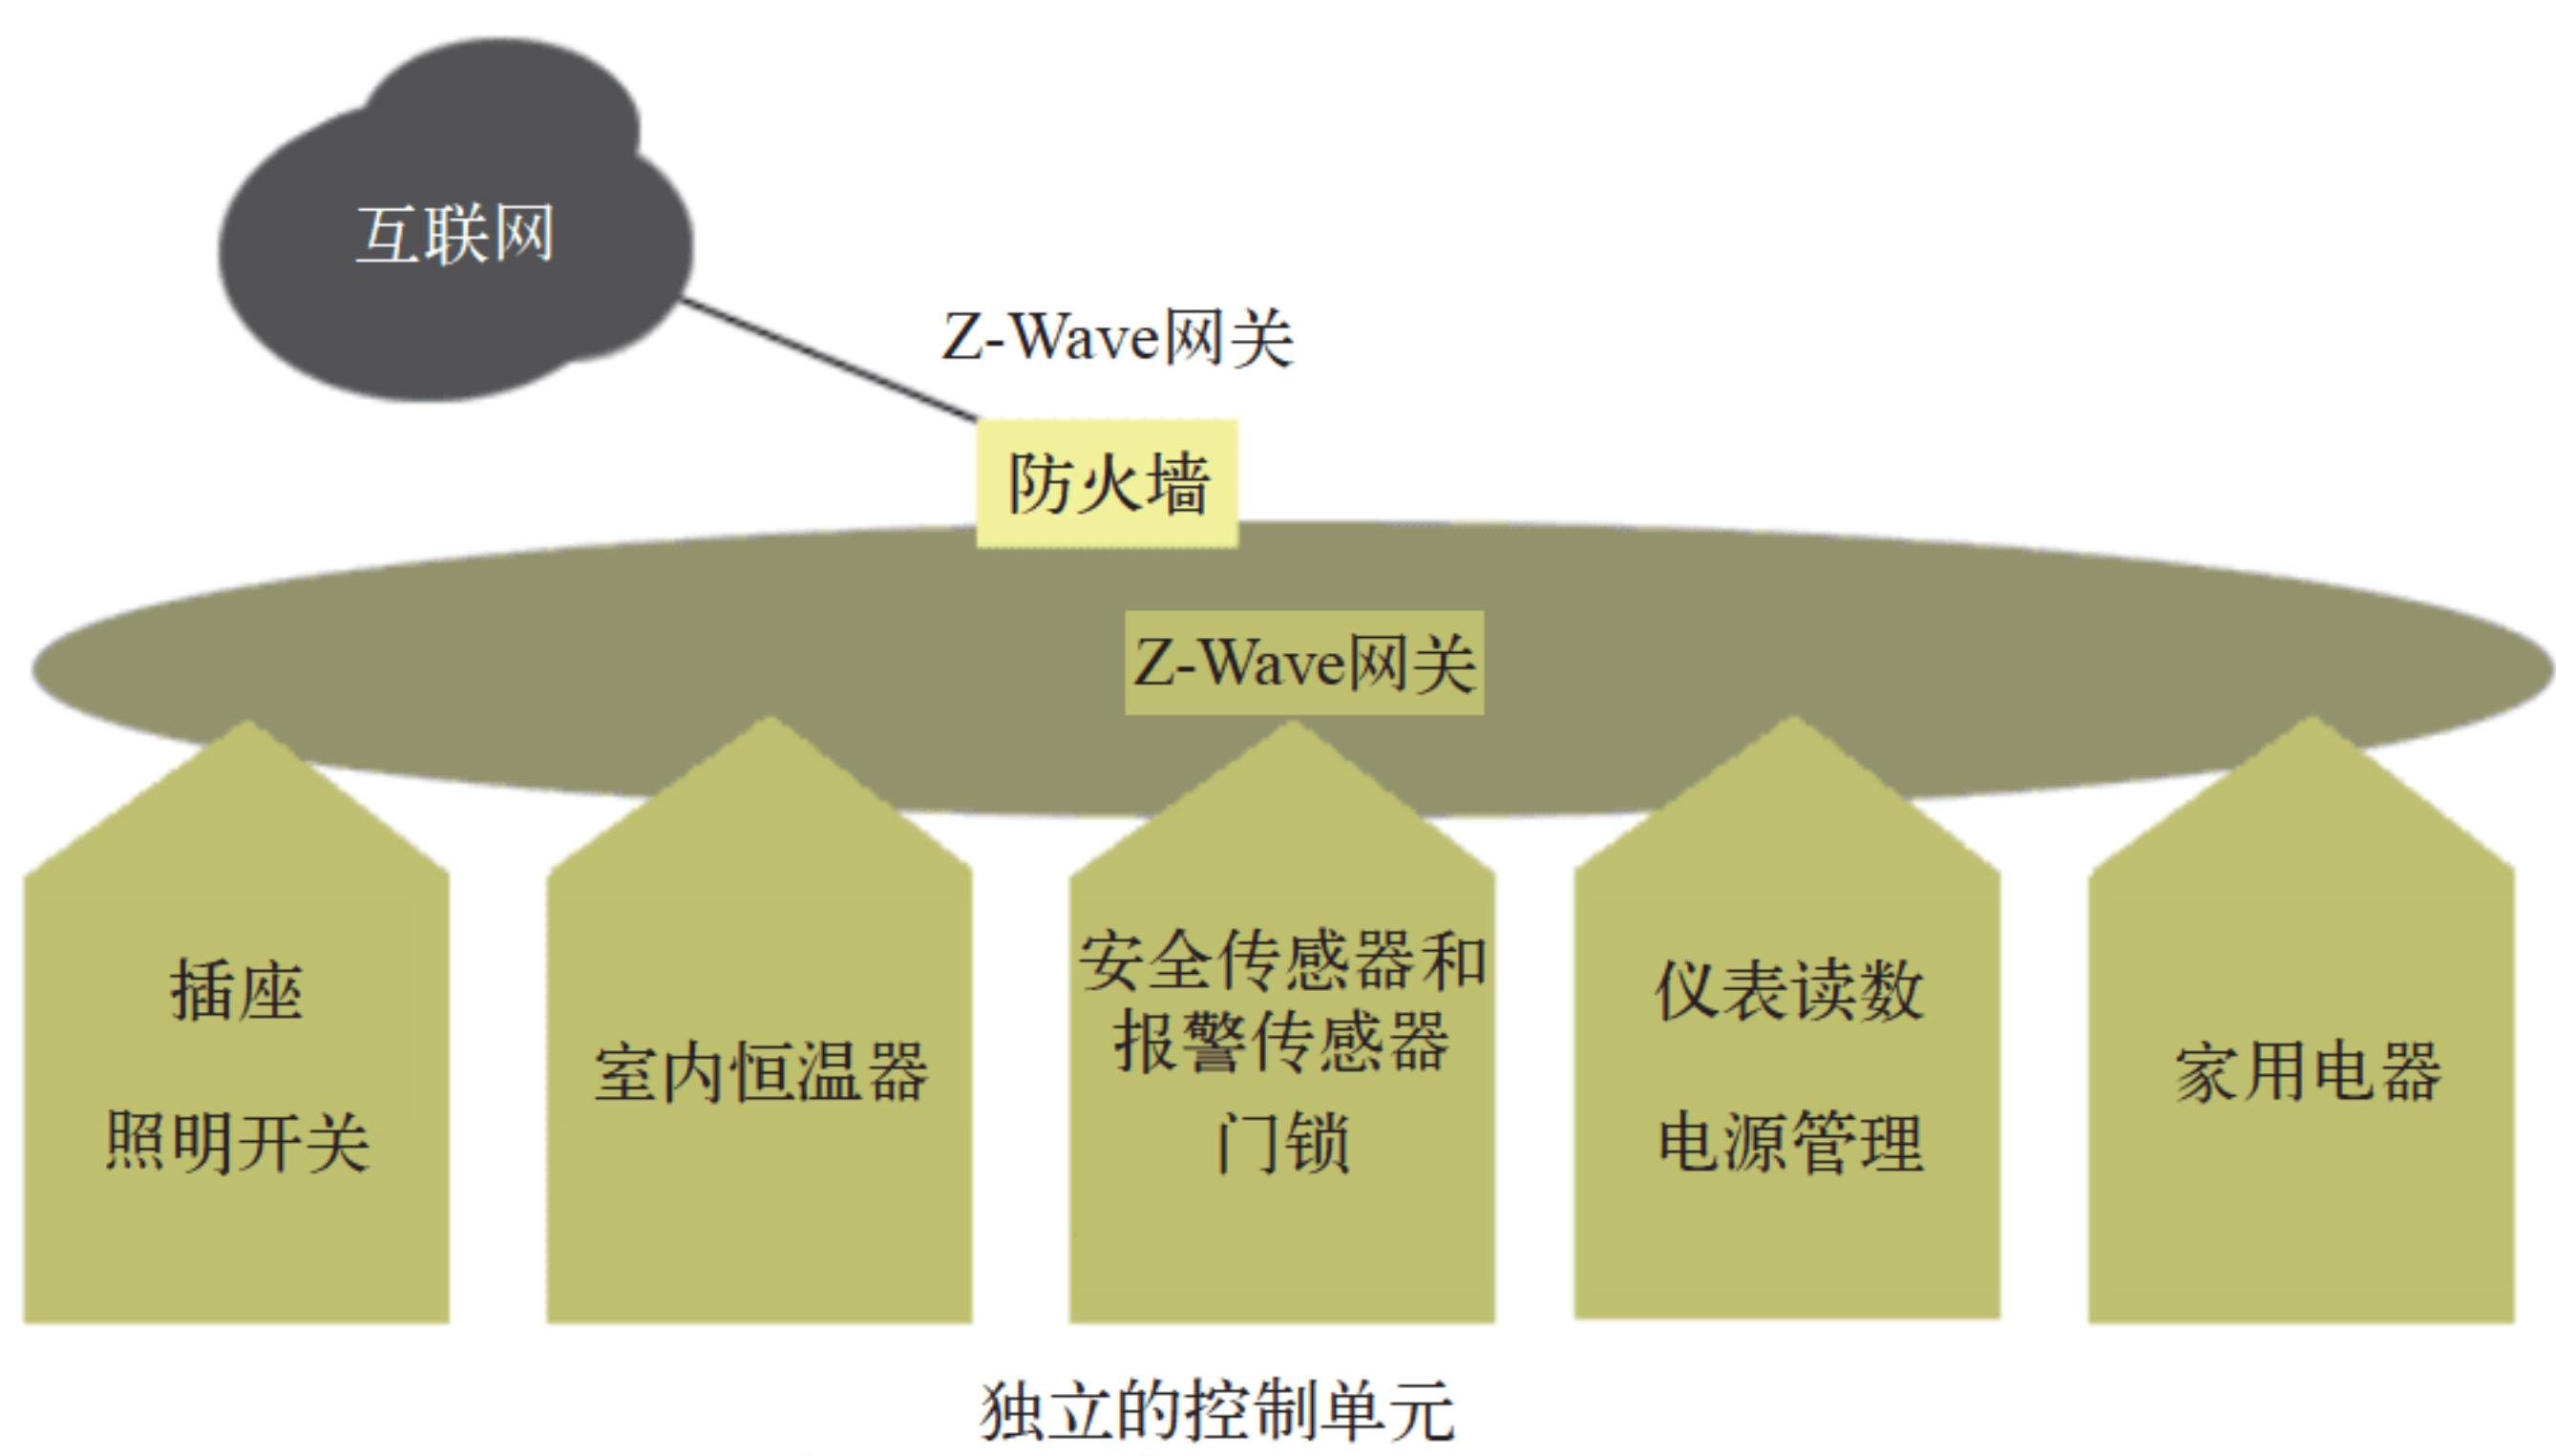 互联网
Z-Wave网关
防火墙
Z-Wave网关
插座
照明开关
室内恒温器
安全传感器和
报警传感器
门锁
仪表读数
电源管理
家用电器
独立的控制单元